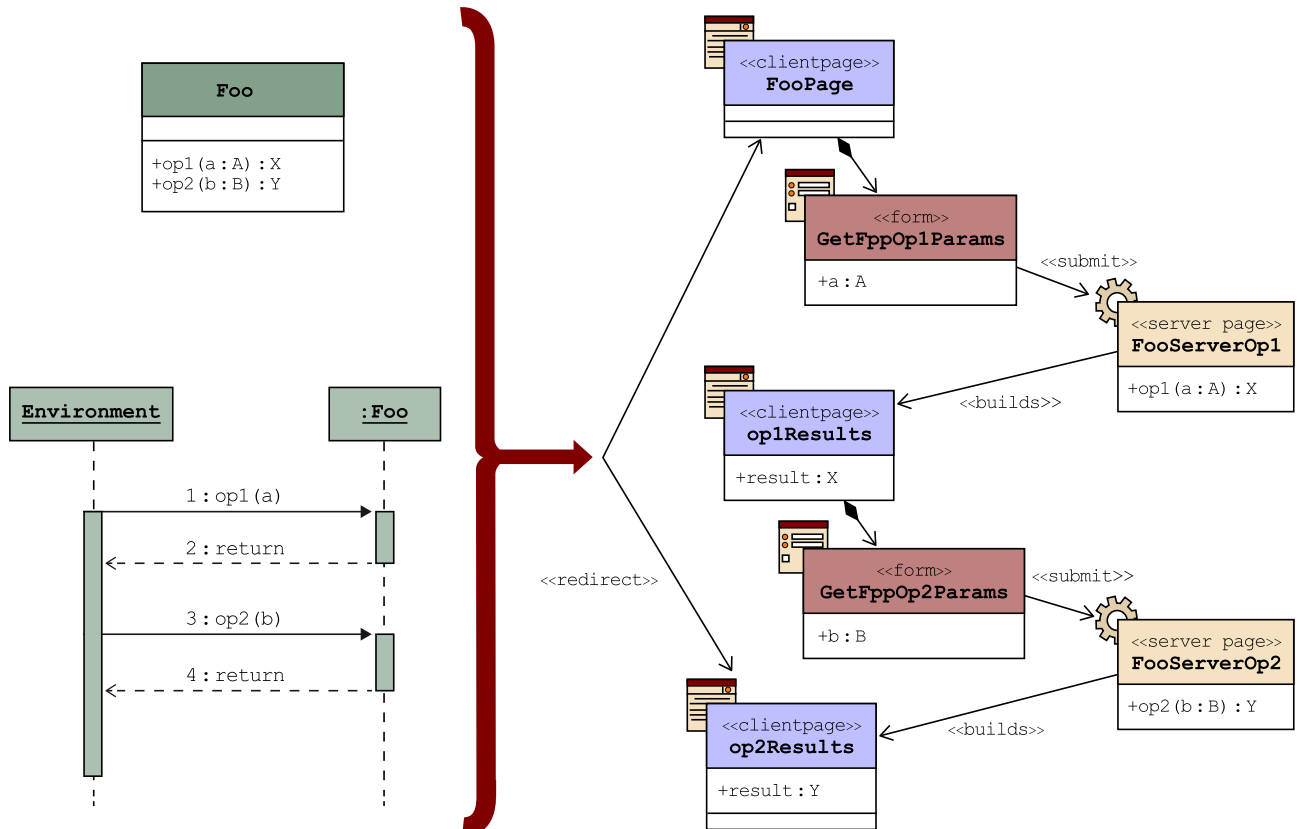 Foo
+op1(a:A):X
+op2(b:B):Y
Environment
:Foo
1:op1(a)
2:return
3:op2(b)
4:return
<<clientpage>>
FooPage
<<form>>
GetFppOp1Params
+a:A
<<submit>>
<<server page>>
FooServerOp1
+op1(a:A):X
<<builds>>
<<clientpage>>
op1Results
+result:X
<<form>>
GetFppOp2Params
+b:B
<<submit>>
<<redirect>>
<<server page>>
FooServerOp2
+op2(b:B):Y
<<builds>>
<<clientpage>>
op2Results
+result:Y